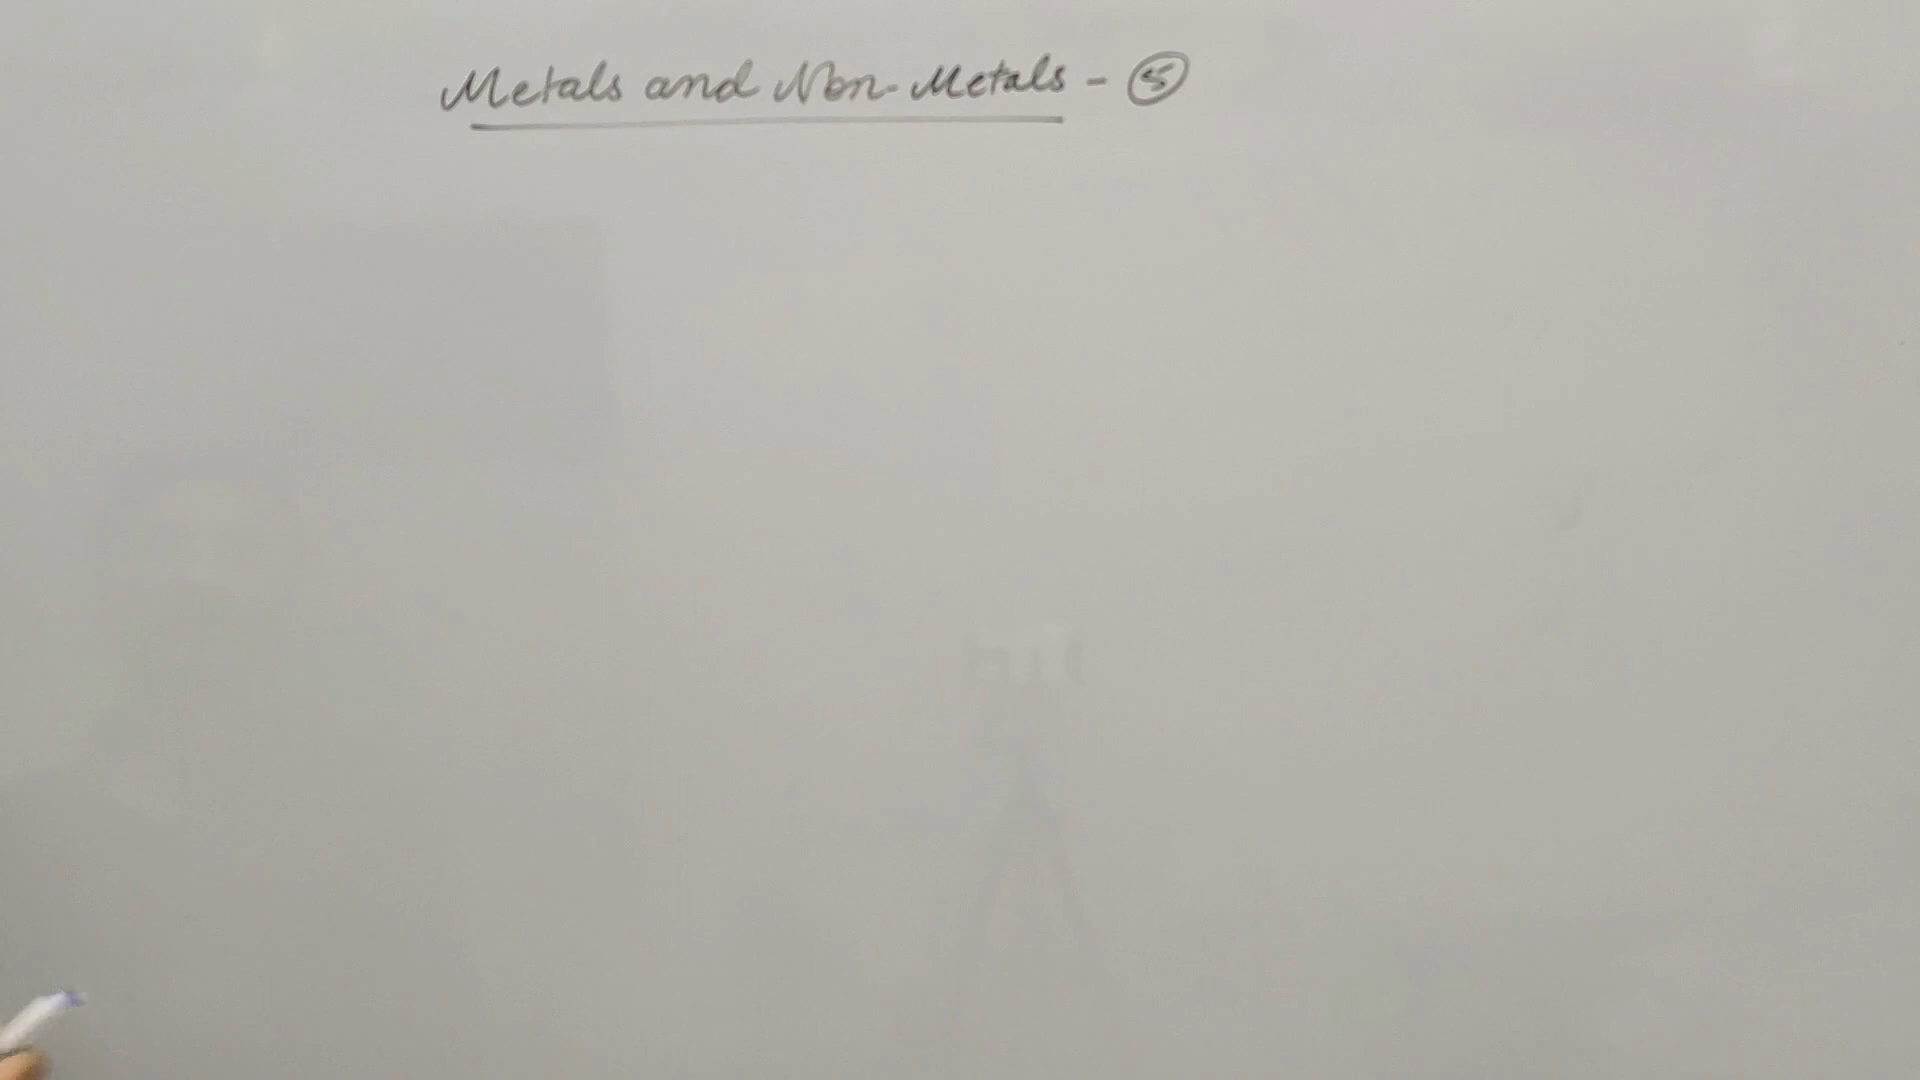 Metals and Non-Metals - ⑤